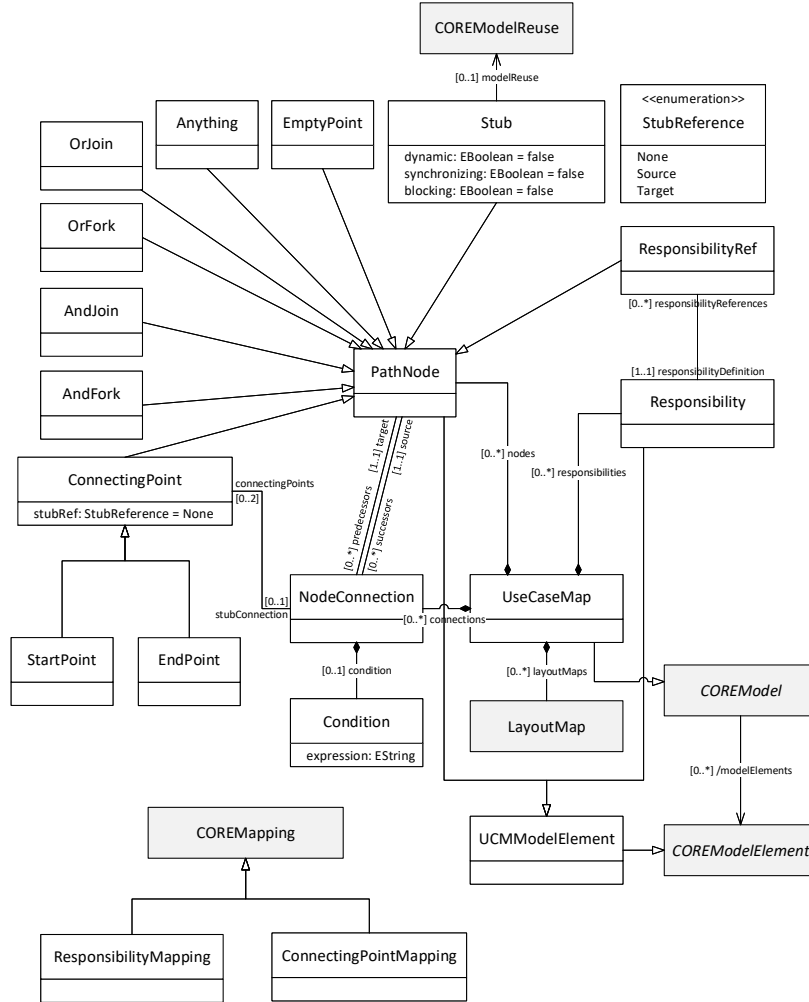 COREModelReuse
[0..1] modelReuse
Anything
EmptyPoint
Stub
dynamic: EBoolean = false
synchronizing: EBoolean = false
blocking: EBoolean = false
<<enumeration>>
StubReference
None
Source
Target
OrJoin
OrFork
AndJoin
AndFork
ResponsibilityRef
[0..*] responsibilityReferences
[1..1] responsibilityDefinition
Responsibility
PathNode
[1..1] target
[1..1] source
[0..*] predecessors
[0..*] successors
[0..*] nodes
[0..*] responsibilities
ConnectingPoint
stubRef: StubReference = None
connectingPoints
[0..2]
[0..1]
stubConnection
NodeConnection
[0..*] connections
UseCaseMap
StartPoint
EndPoint
[0..1] condition
[0..*] layoutMaps
Condition
expression: EString
LayoutMap
COREModel
[0..*] /modelElements
UCMModelElement
COREModelElement
COREMapping
ResponsibilityMapping
ConnectingPointMapping